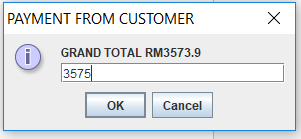 PAYMENT FROM CUSTOMER
GRAND TOTAL RM3573.9
3575
OK Cancel